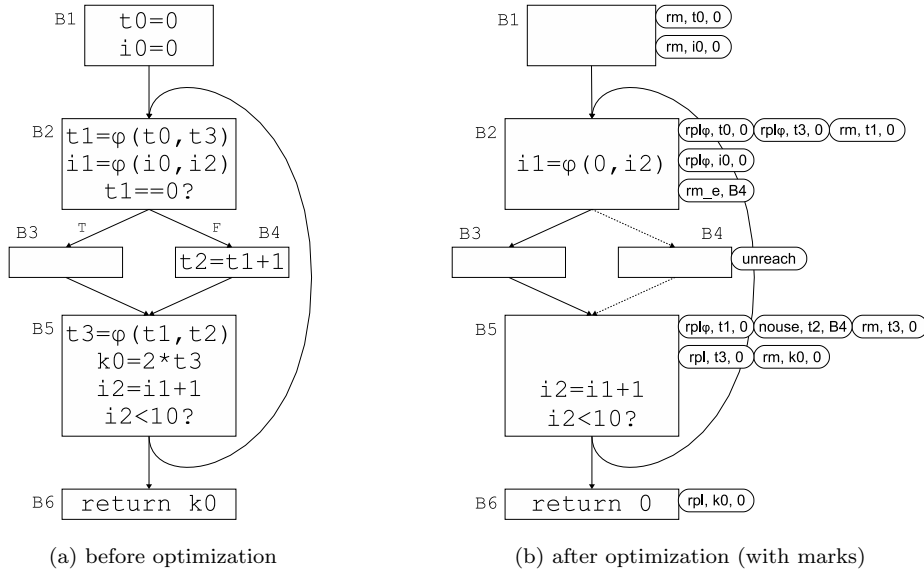 B1
t0=0
i0=0
B2
t1=φ(t0,t3)
i1=φ(i0,i2)
t1==0?
T
F
B3
B4
t2=t1+1
B5
t3=φ(t1,t2)
k0=2*t3
i2=i1+1
i2<10?
B6
return k0
(a) before optimization
B1
rm, t0, 0
rm, i0, 0
B2
rplφ, t0, 0 rplφ, t3, 0 rm, t1, 0
i1=φ(0,i2)
rplφ, i0, 0
rm_e, B4
B3
B4
unreach
B5
rplφ, t1, 0 nouse, t2, B4 rm, t3, 0
rpl, t3, 0 rm, k0, 0
i2=i1+1
i2<10?
B6
return 0
rpl, k0, 0
(b) after optimization (with marks)